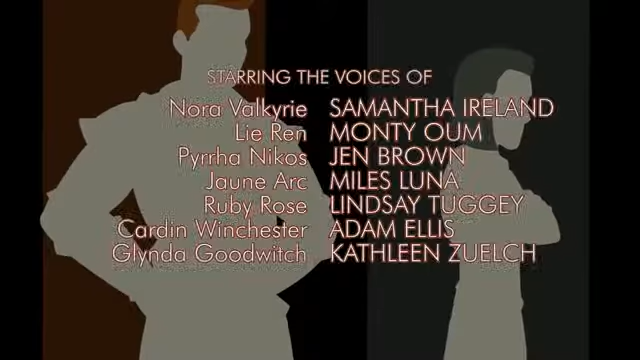 STARRING THE VOICES OF
Nora Valkyrie SAMANTHA IRELAND
Lie Ren MONTY OUM
Pyrrha Nikos JEN BROWN
Jaune Arc MILES LUNA
Ruby Rose LINDSAY TUGGEY
Cardin Winchester ADAM ELLIS
Glynda Goodwitch KATHLEEN ZUELCH